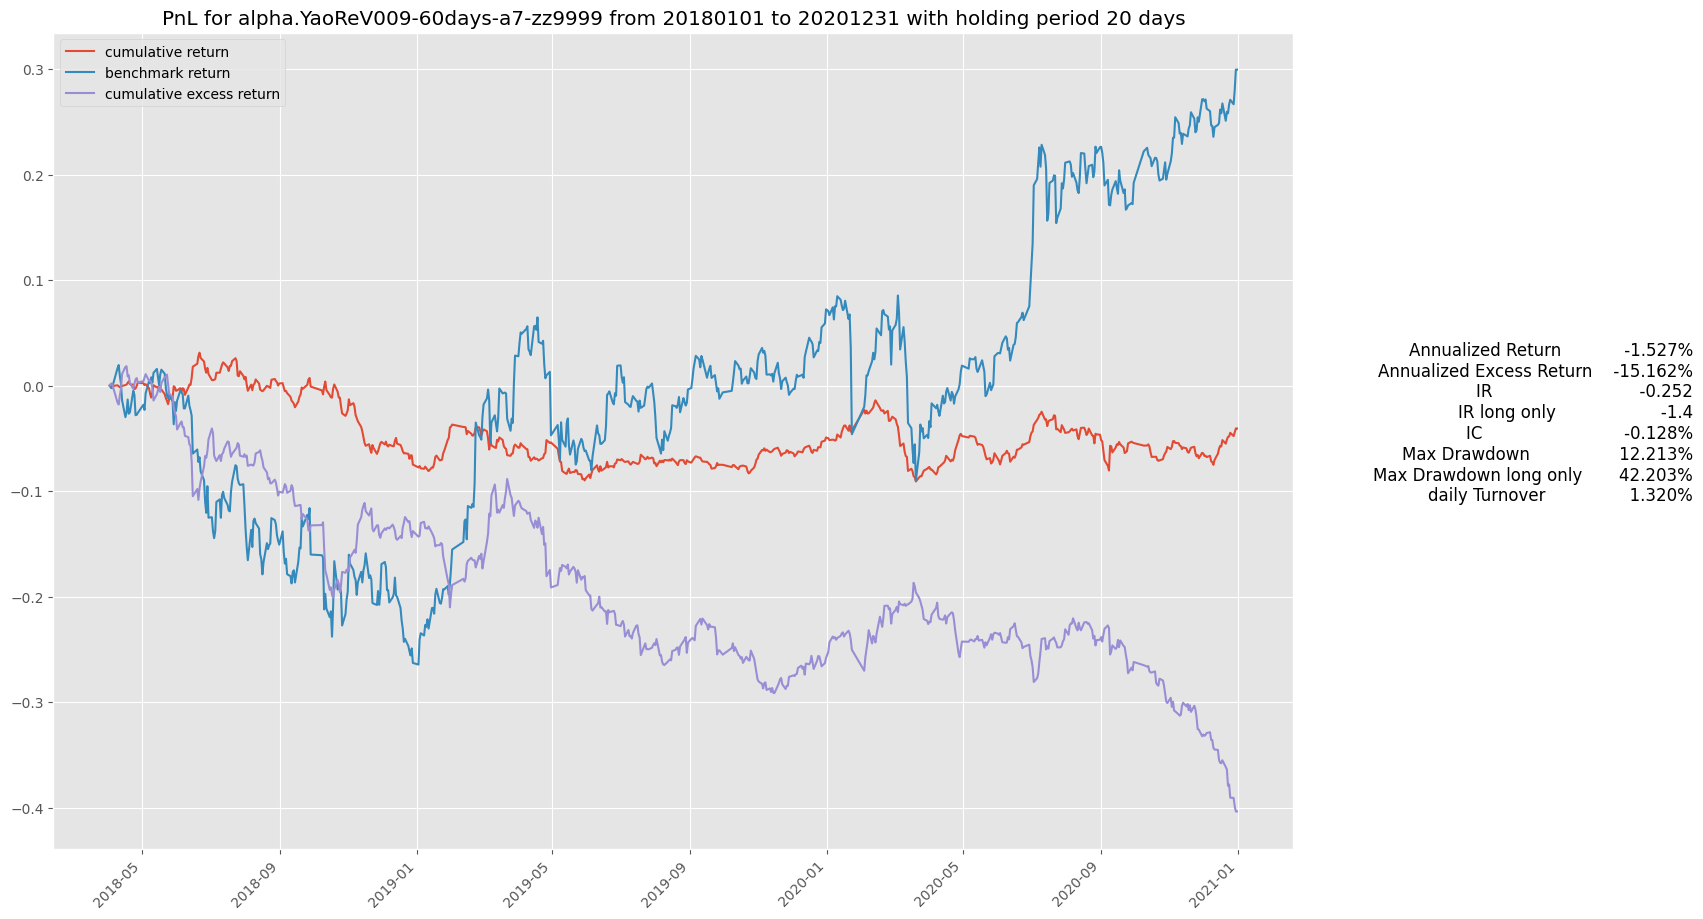 PnL for alpha.YaoReV009-60days-a7-zz9999 from 20180101 to 20201231 with holding period 20 days
cumulative return
benchmark return
cumulative excess return
0.3
0.2
0.1
0.0
−0.1
−0.2
−0.3
−0.4
2018-05
2018-09
2019-01
2019-05
2019-09
2020-01
2020-05
2020-09
2021-01
Annualized Return -1.527%
Annualized Excess Return -15.162%
IR -0.252
IR long only -1.4
IC -0.128%
Max Drawdown 12.213%
Max Drawdown long only 42.203%
daily Turnover 1.320%